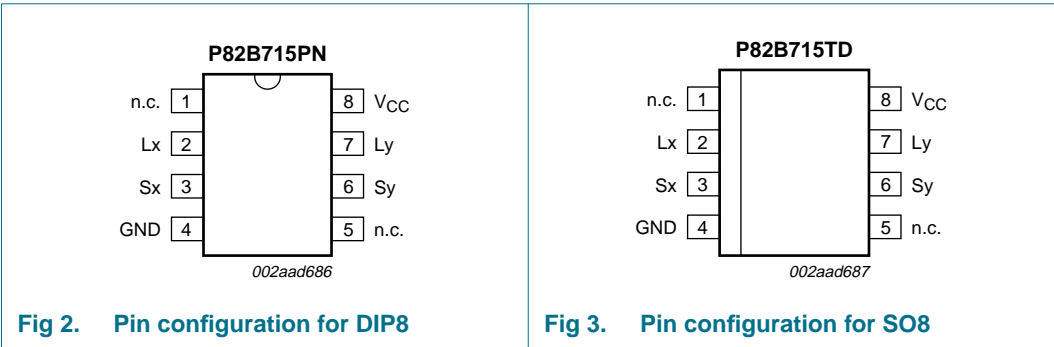 P82B715PN
n.c. 1 8 VCC
Lx 2 7 Ly
Sx 3 6 Sy
GND 4 5 n.c.
002aad686
Fig 2. Pin configuration for DIP8
P82B715TD
n.c. 1 8 VCC
Lx 2 7 Ly
Sx 3 6 Sy
GND 4 5 n.c.
002aad687
Fig 3. Pin configuration for SO8